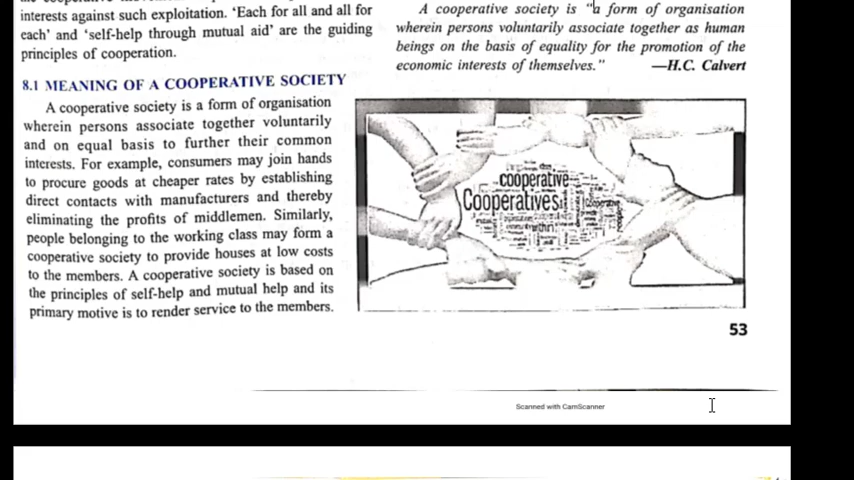 interests against such exploitation. 'Each for all and all for
each' and 'self-help through mutual aid' are the guiding
principles of cooperation.
8.1 MEANING OF A COOPERATIVE SOCIETY
A cooperative society is a form of organisation
wherein persons associate together voluntarily
and on equal basis to further their common
interests. For example, consumers may join hands
to procure goods at cheaper rates by establishing
direct contacts with manufacturers and thereby
eliminating the profits of middlemen. Similarly,
people belonging to the working class may form a
cooperative society to provide houses at low costs
to the members. A cooperative society is based on
the principles of self-help and mutual help and its
primary motive is to render service to the members.
A cooperative society is "a form of organisation
wherein persons voluntarily associate together as human
beings on the basis of equality for the promotion of the
economic interests of themselves." —H.C. Calvert
cooperative
Cooperatives
53
Scanned with CamScanner